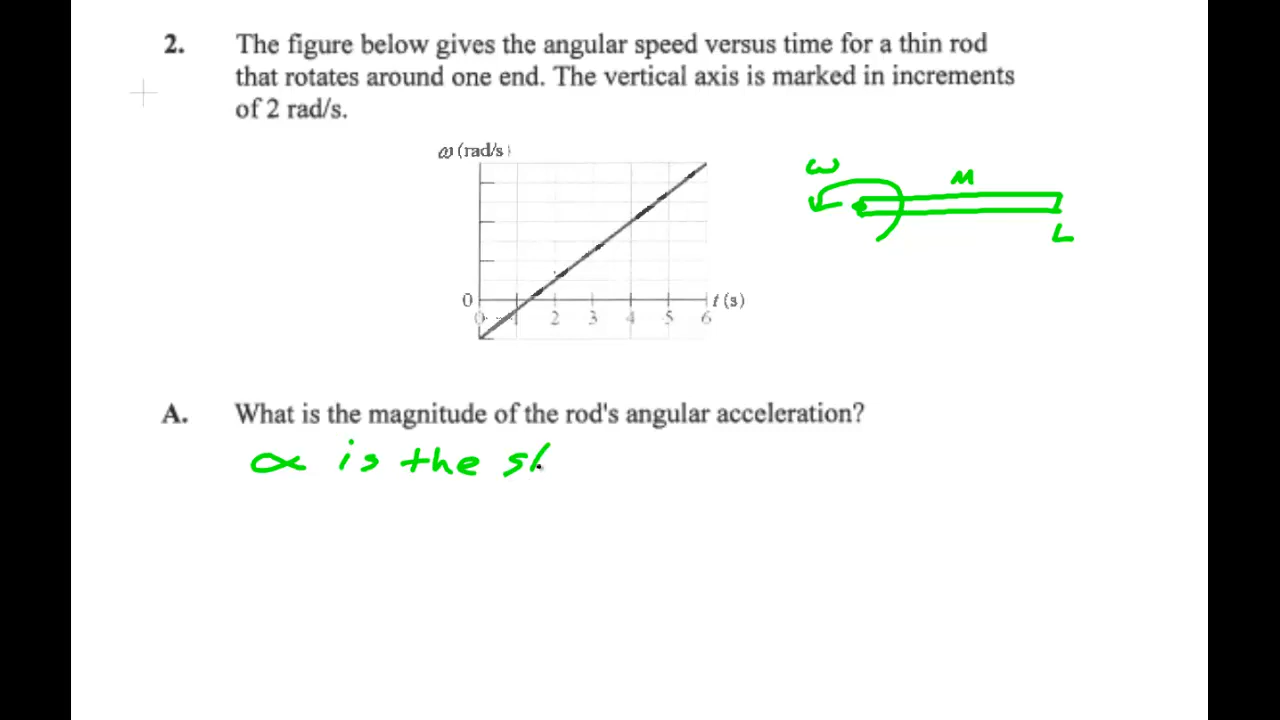 2. The figure below gives the angular speed versus time for a thin rod
that rotates around one end. The vertical axis is marked in increments
of 2 rad/s.
ω (rad/s)
ω
M
L
0
t (s)
0 1 2 3 4 5 6
A. What is the magnitude of the rod's angular acceleration?
α is the sl